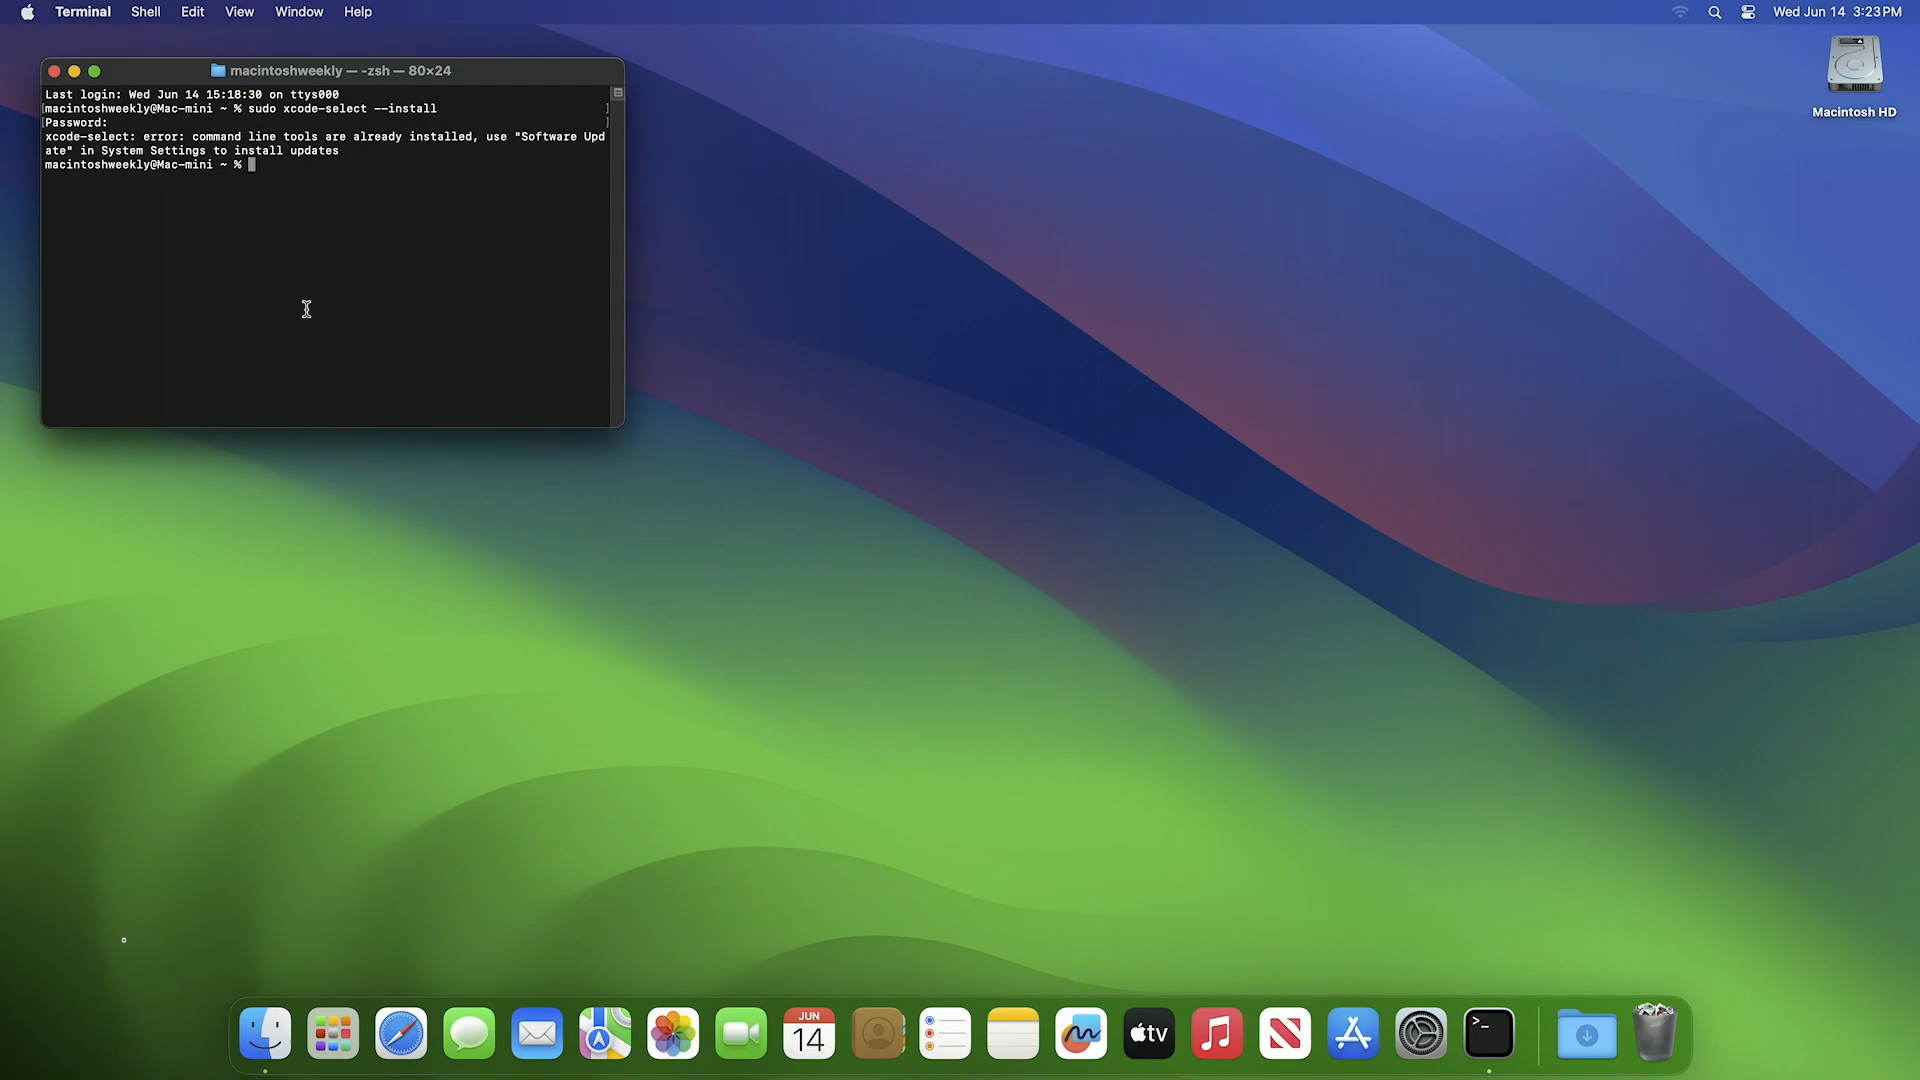 Terminal Shell Edit View Window Help
Wed Jun 14 3:23 PM
macintoshweekly — -zsh — 80×24
Last login: Wed Jun 14 15:18:30 on ttys000
[macintoshweekly@Mac-mini ~ % sudo xcode-select --install ]
[Password: ]
xcode-select: error: command line tools are already installed, use "Software Upd
ate" in System Settings to install updates
macintoshweekly@Mac-mini ~ %
Macintosh HD
JUN
14
tv
>_